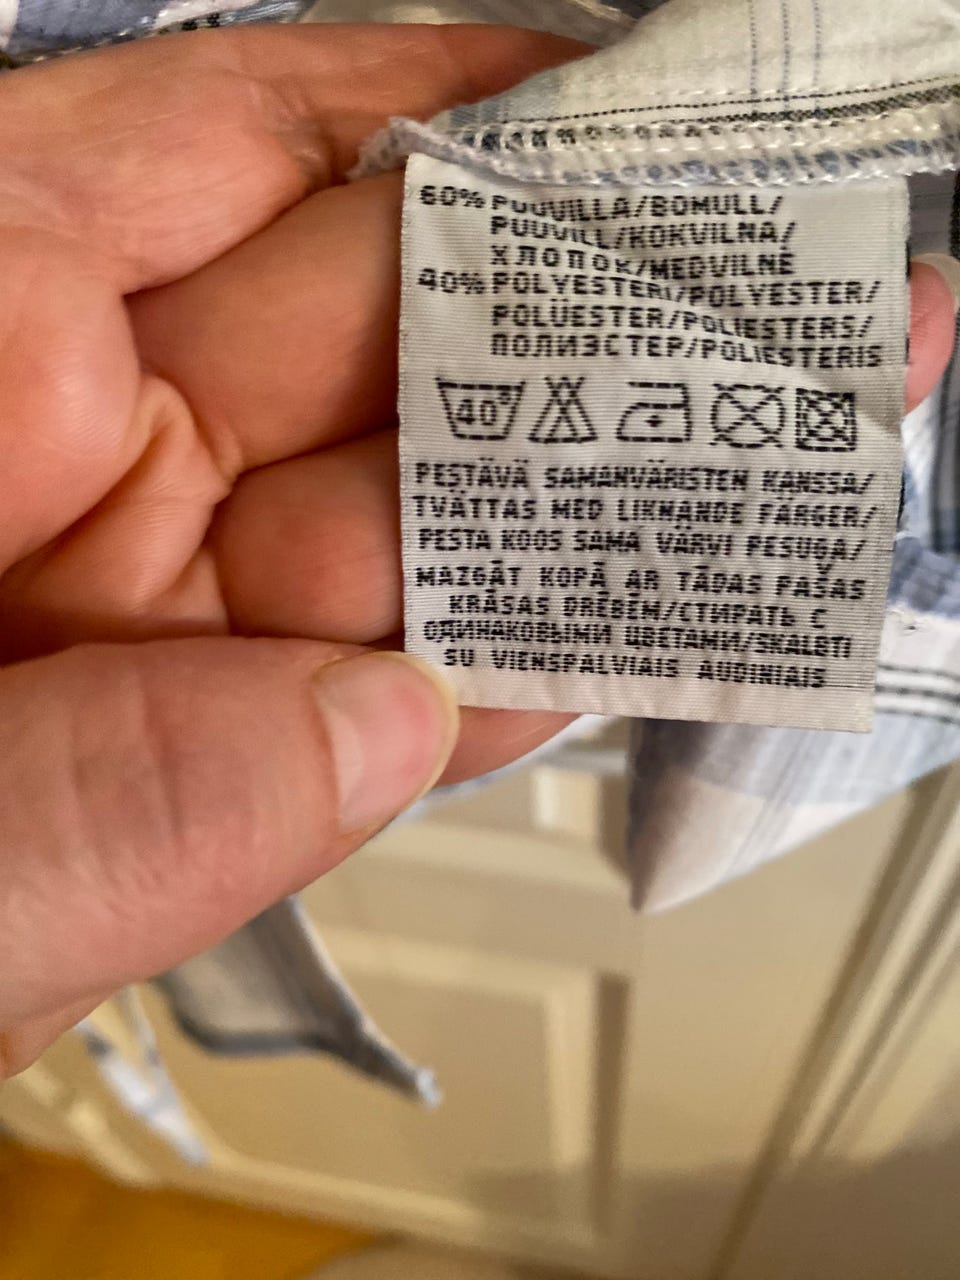 60% PUUVILLA/BOMULL/
PUUVILL/KOKVILNA/
ХЛОПОК/MEDVILNĖ
40% POLYESTERI/POLYESTER/
POLÜESTER/POLIESTERS/
ПОЛИЭСТЕР/POLIESTERIS
40°
PESTÄVÄ SAMANVÄRISTEN KANSSA/
TVÄTTAS MED LIKNANDE FÄRGER/
PESTA KOOS SAMA VÄRVI PESUGA/
MAZGĀT KOPĀ AR TĀDAS PAŠAS
KRĀSAS DRĒBĒM/СТИРАТЬ С
ОДИНАКОВЫМИ ЦВЕТАМИ/SKALBTI
SU VIENSPALVIAIS AUDINIAIS